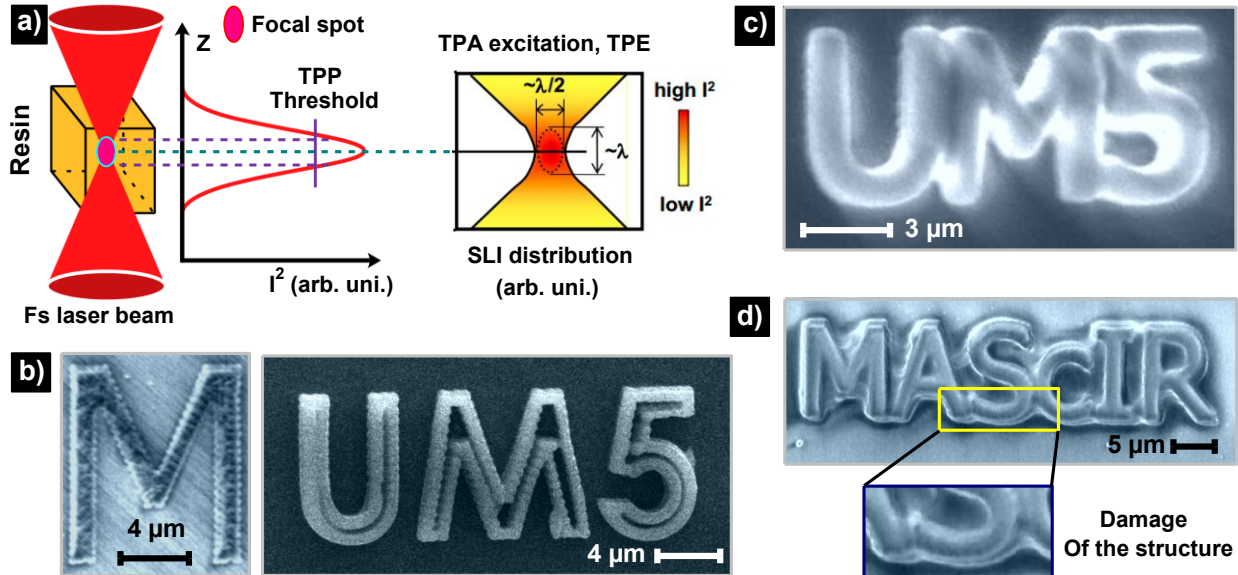 a)
Focal spot
Z
TPP
Threshold
Resin
I² (arb. uni.)
Fs laser beam
TPA excitation, TPE
~λ/2
~λ
high I²
low I²
SLI distribution
(arb. uni.)
b)
M
4 µm
UM5
4 µm
c)
UM5
3 µm
d)
MAScIR
5 µm
Damage
Of the structure